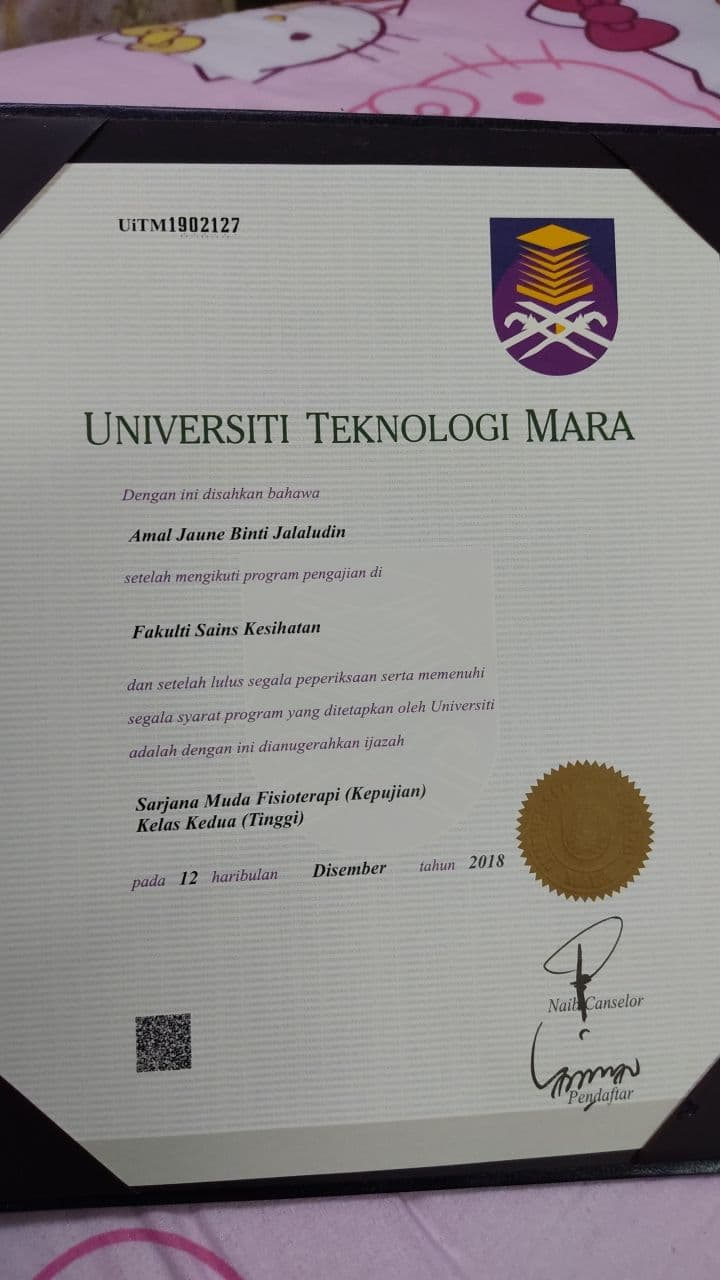 UiTM1902127
UNIVERSITI TEKNOLOGI MARA
Dengan ini disahkan bahawa
Amal Jaune Binti Jalaludin
setelah mengikuti program pengajian di
Fakulti Sains Kesihatan
dan setelah lulus segala peperiksaan serta memenuhi
segala syarat program yang ditetapkan oleh Universiti
adalah dengan ini dianugerahkan ijazah
Sarjana Muda Fisioterapi (Kepujian)
Kelas Kedua (Tinggi)
pada 12 haribulan Disember tahun 2018
Naib Canselor
Pendaftar